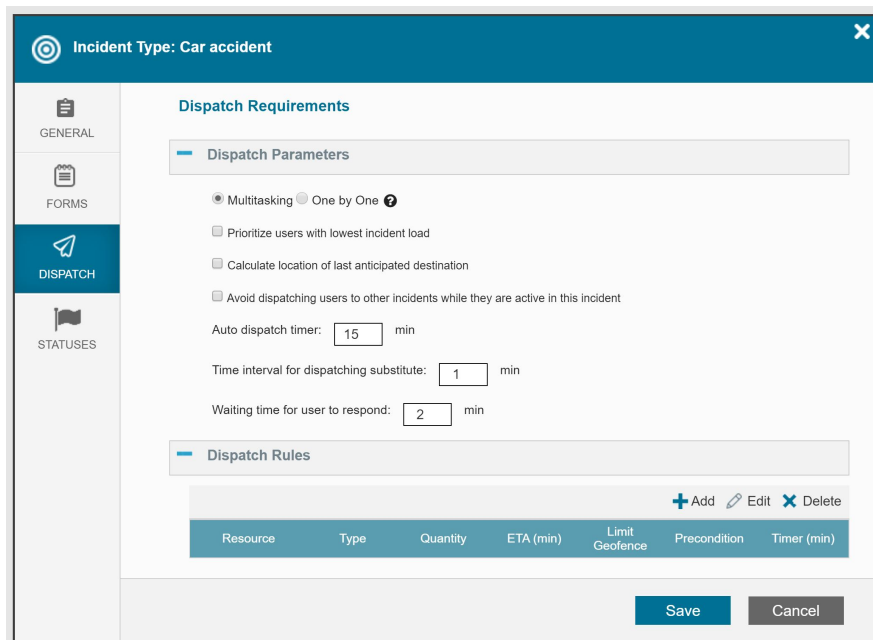 Incident Type: Car accident
GENERAL
FORMS
DISPATCH
STATUSES
Dispatch Requirements
Dispatch Parameters
Multitasking One by One ?
Prioritize users with lowest incident load
Calculate location of last anticipated destination
Avoid dispatching users to other incidents while they are active in this incident
Auto dispatch timer: 15 min
Time interval for dispatching substitute: 1 min
Waiting time for user to respond: 2 min
Dispatch Rules
Add Edit Delete
Resource Type Quantity ETA (min) Limit Geofence Precondition Timer (min)
Save Cancel